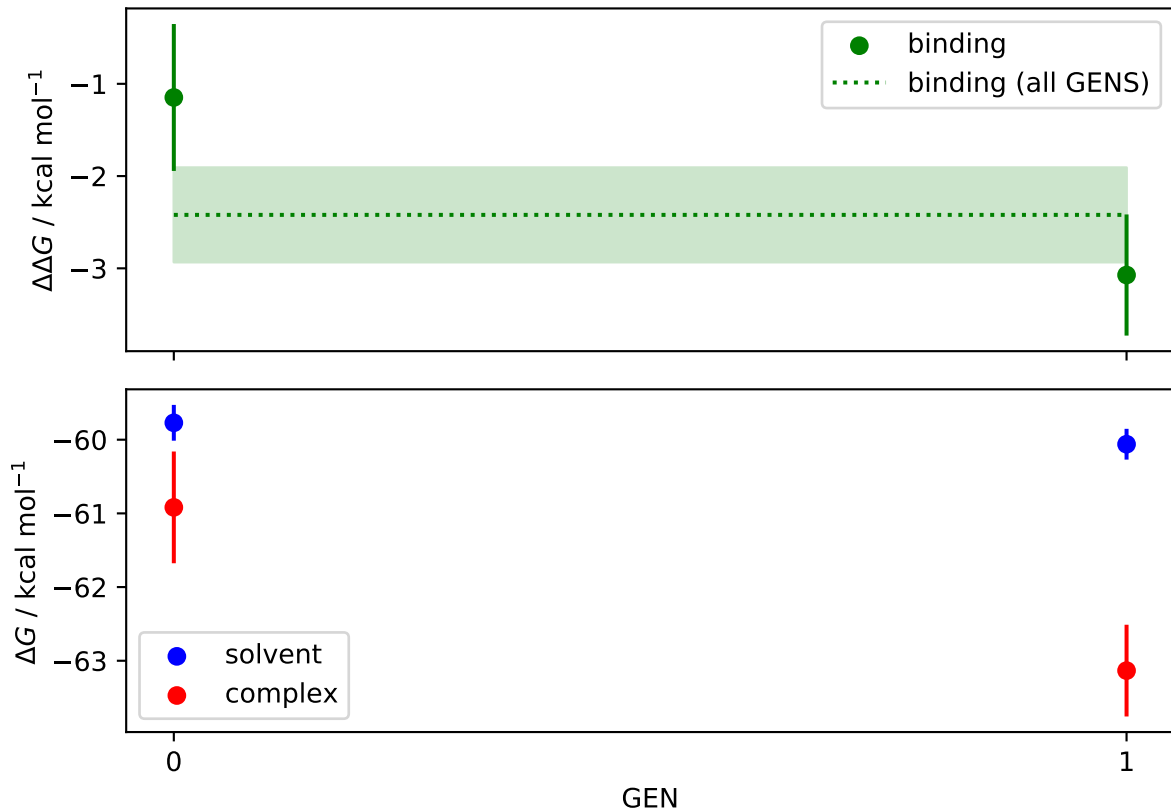 binding
binding (all GENS)
−1
−2
−3
ΔΔG / kcal mol⁻¹
−60
−61
−62
−63
ΔG / kcal mol⁻¹
solvent
complex
0
1
GEN